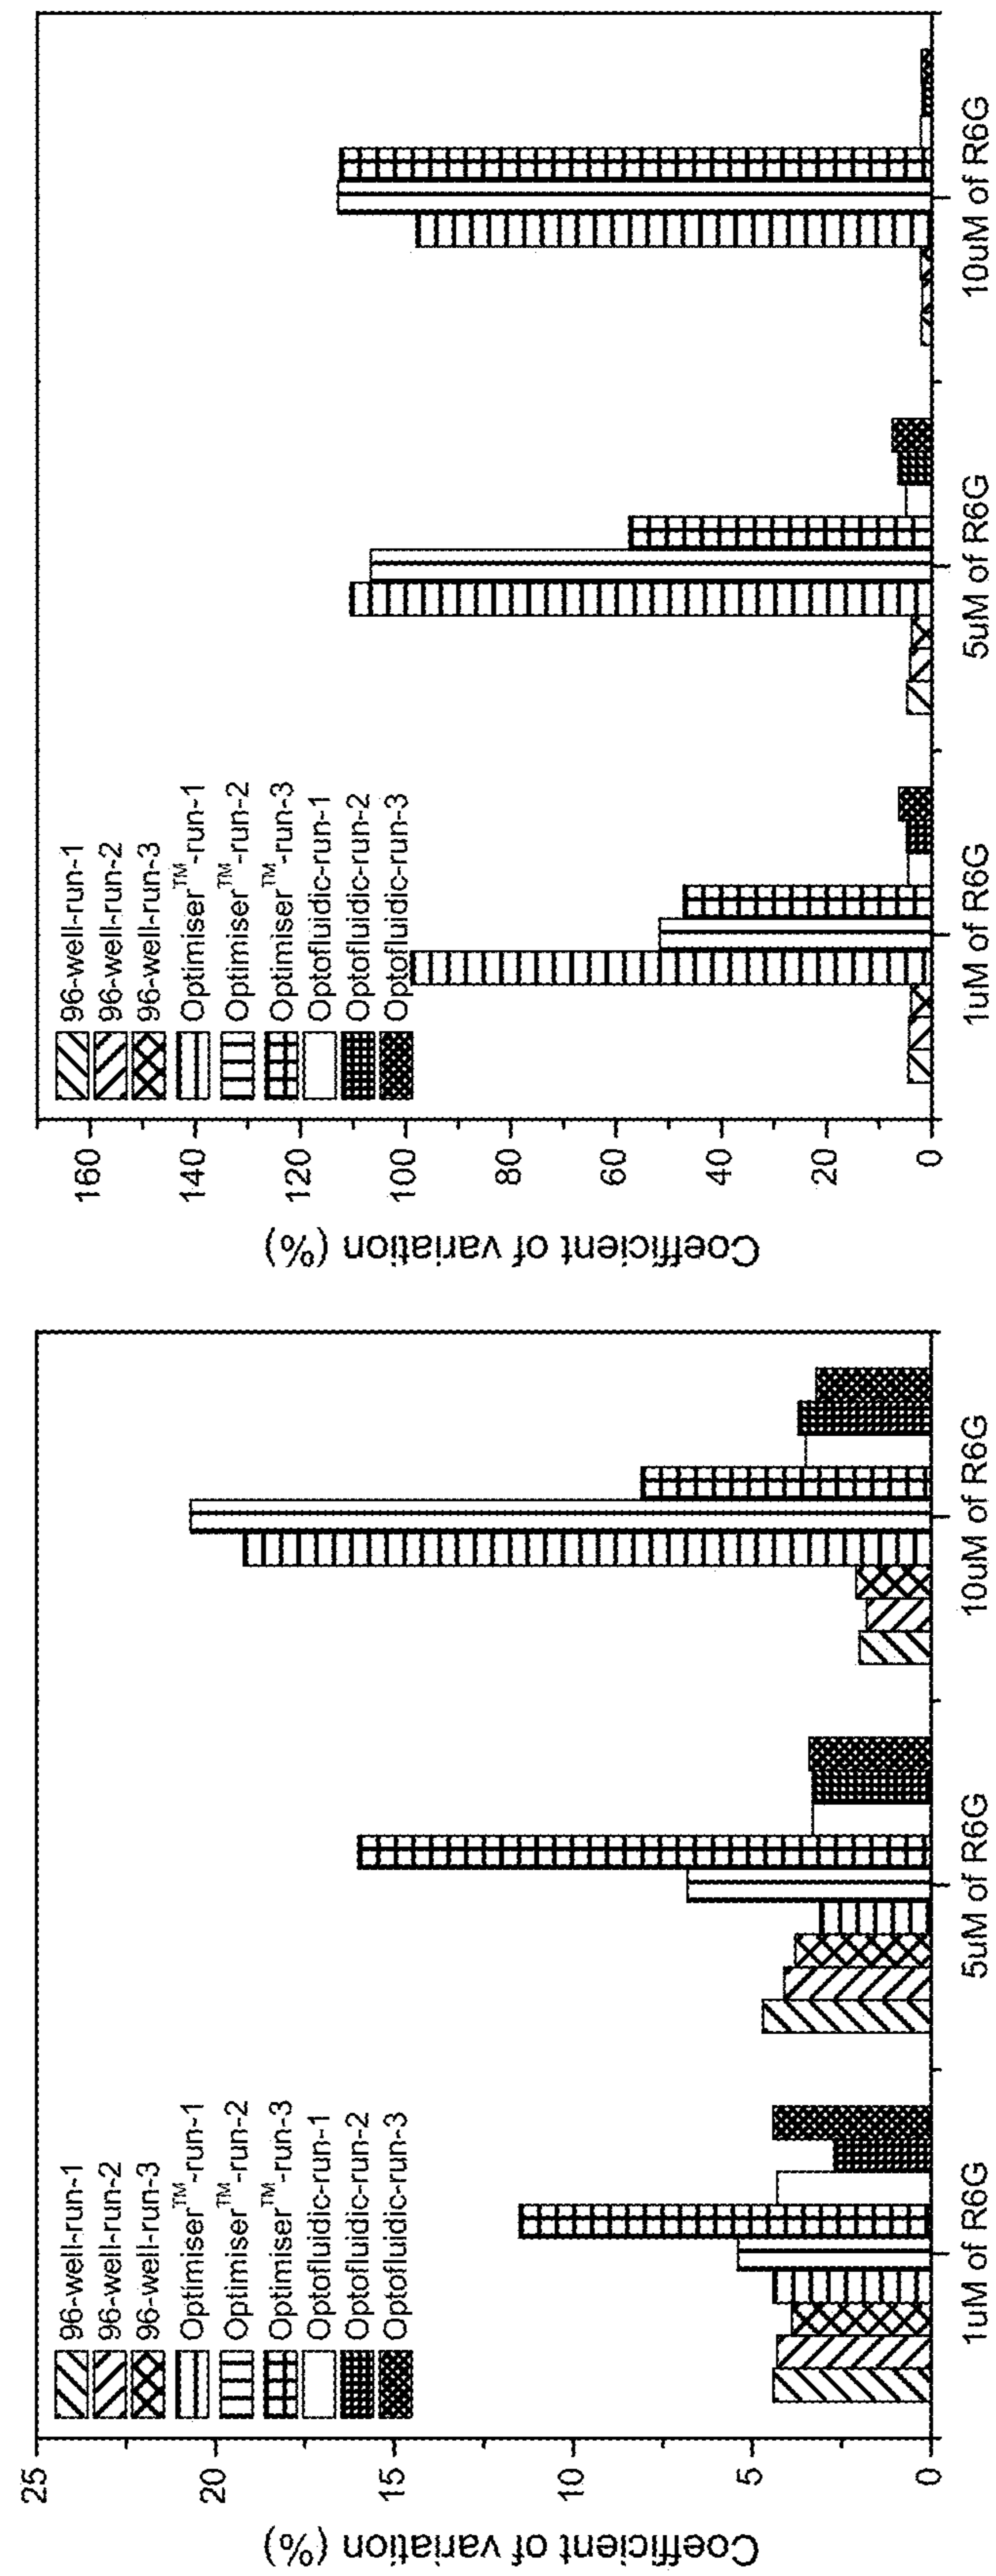 25
20
15
10
5
0
Coefficient of variation (%)
96-well-run-1
96-well-run-2
96-well-run-3
Optimiser™-run-1
Optimiser™-run-2
Optimiser™-run-3
Optofluidic-run-1
Optofluidic-run-2
Optofluidic-run-3
1uM of R6G
5uM of R6G
10uM of R6G
160
140
120
100
80
60
40
20
0
Coefficient of variation (%)
96-well-run-1
96-well-run-2
96-well-run-3
Optimiser™-run-1
Optimiser™-run-2
Optimiser™-run-3
Optofluidic-run-1
Optofluidic-run-2
Optofluidic-run-3
1uM of R6G
5uM of R6G
10uM of R6G